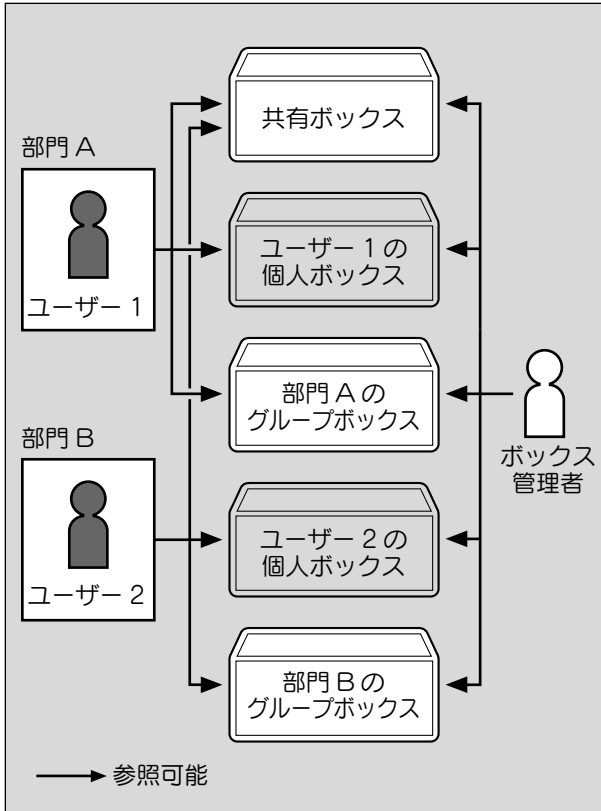 共有ボックス
部門A
ユーザー1
ユーザー1の
個人ボックス
部門Aの
グループボックス
ボックス
管理者
部門B
ユーザー2
ユーザー2の
個人ボックス
部門Bの
グループボックス
参照可能